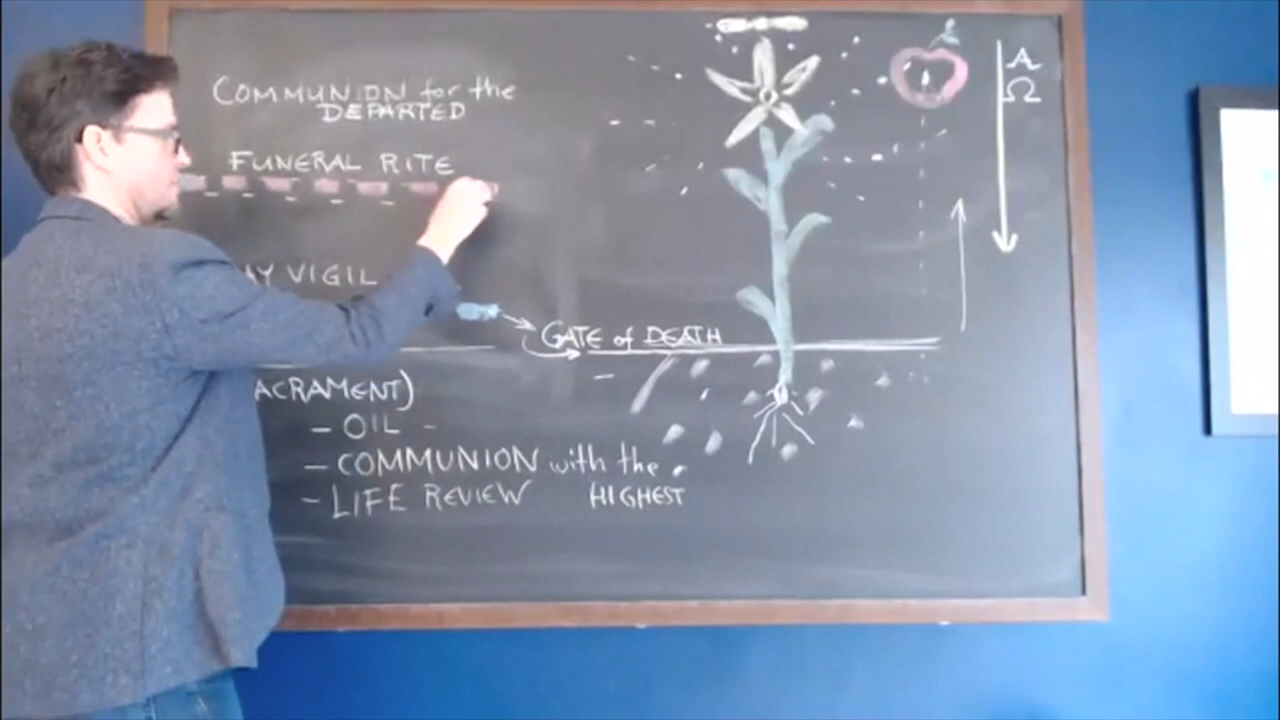 COMMUNION for the
DEPARTED
FUNERAL RITE
VIGIL
GATE of DEATH
ACRAMENT)
- OIL -
- COMMUNION with the
HIGHEST
- LIFE REVIEW
A
Ω